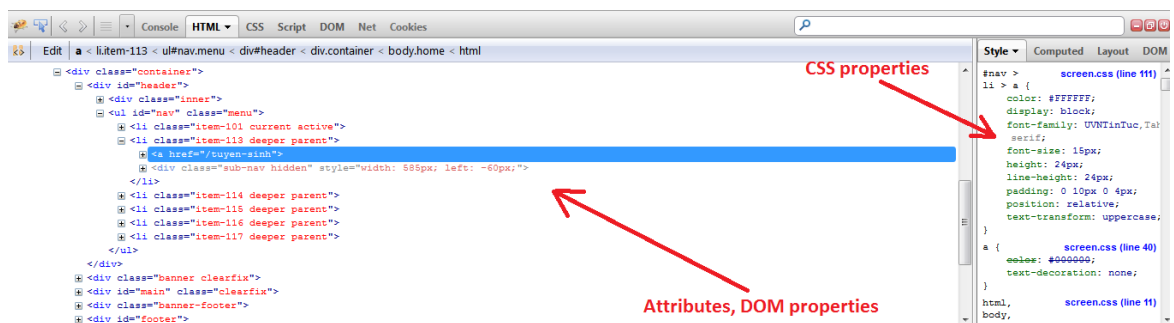 Console HTML CSS Script DOM Net Cookies
Edit a < li.item-113 < ul#nav.menu < div#header < div.container < body.home < html
<div class="container">
<div id="header">
<div class="inner">
<ul id="nav" class="menu">
<li class="item-101 current active">
<li class="item-113 deeper parent">
<a href="/tuyen-sinh">
<div class="sub-nav hidden" style="width: 585px; left: -60px;">
</li>
<li class="item-114 deeper parent">
<li class="item-115 deeper parent">
<li class="item-116 deeper parent">
<li class="item-117 deeper parent">
</ul>
</div>
<div class="banner clearfix">
<div id="main" class="clearfix">
<div class="banner-footer">
<div id="footer">
CSS properties
Attributes, DOM properties
Style Computed Layout DOM
#nav > screen.css (line 111)
li > a {
color: #FFFFFF;
display: block;
font-family: UVNTinTuc,Tah
serif;
font-size: 15px;
height: 24px;
line-height: 24px;
padding: 0 10px 0 4px;
position: relative;
text-transform: uppercase;
}
a { screen.css (line 40)
color: #000000;
text-decoration: none;
}
html, screen.css (line 11)
body,